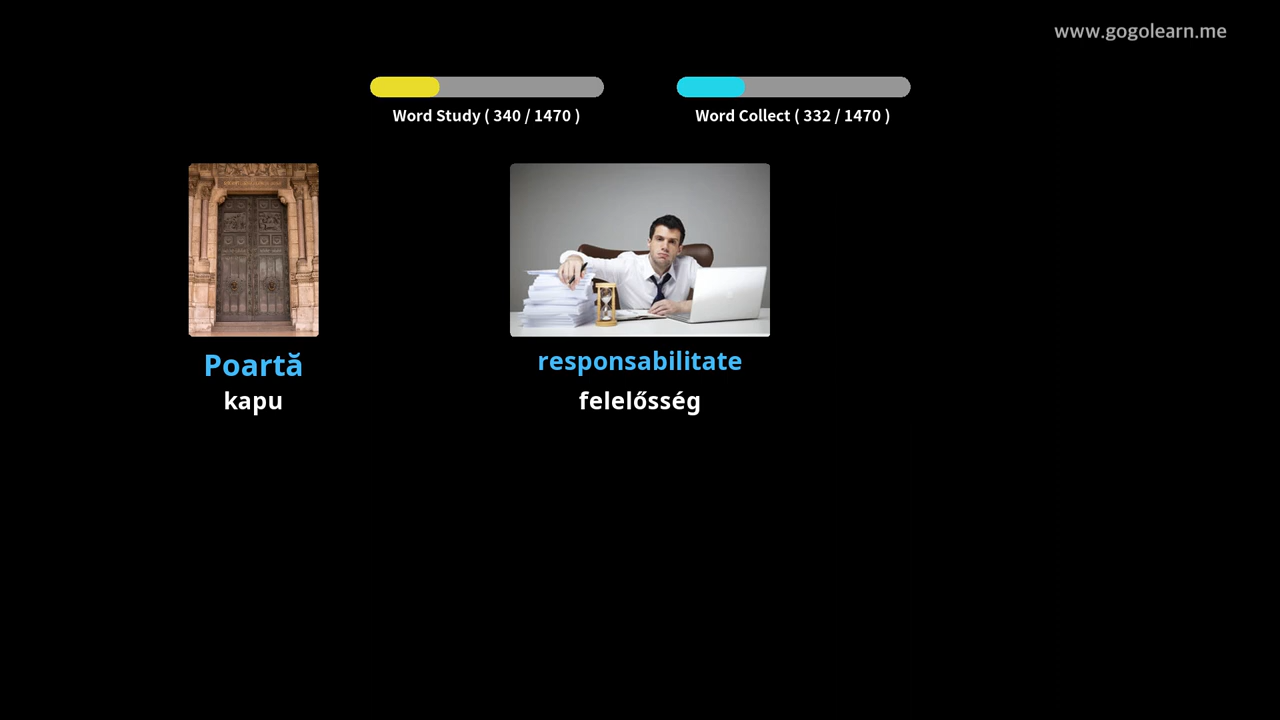 www.gogolearn.me
Word Study ( 340 / 1470 )
Word Collect ( 332 / 1470 )
Poartă
kapu
responsabilitate
felelősség